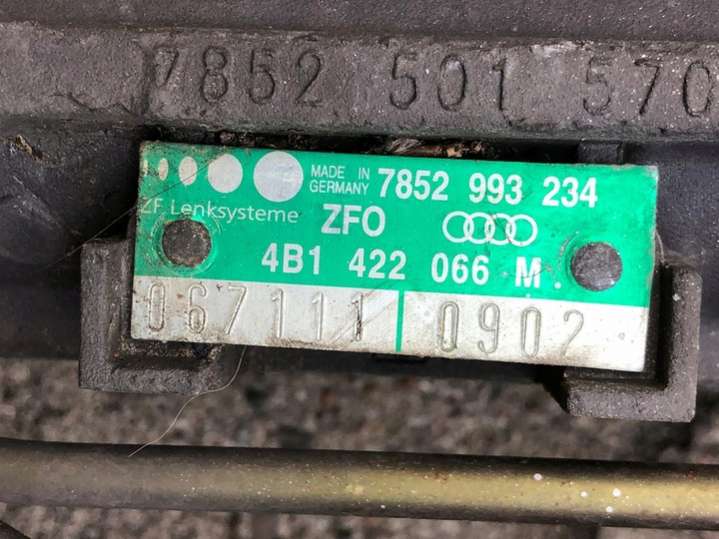 7852 501 570
MADE IN
GERMANY
7852 993 234
ZF Lenksysteme
ZFO
4B1 422 066 M
067111 0902